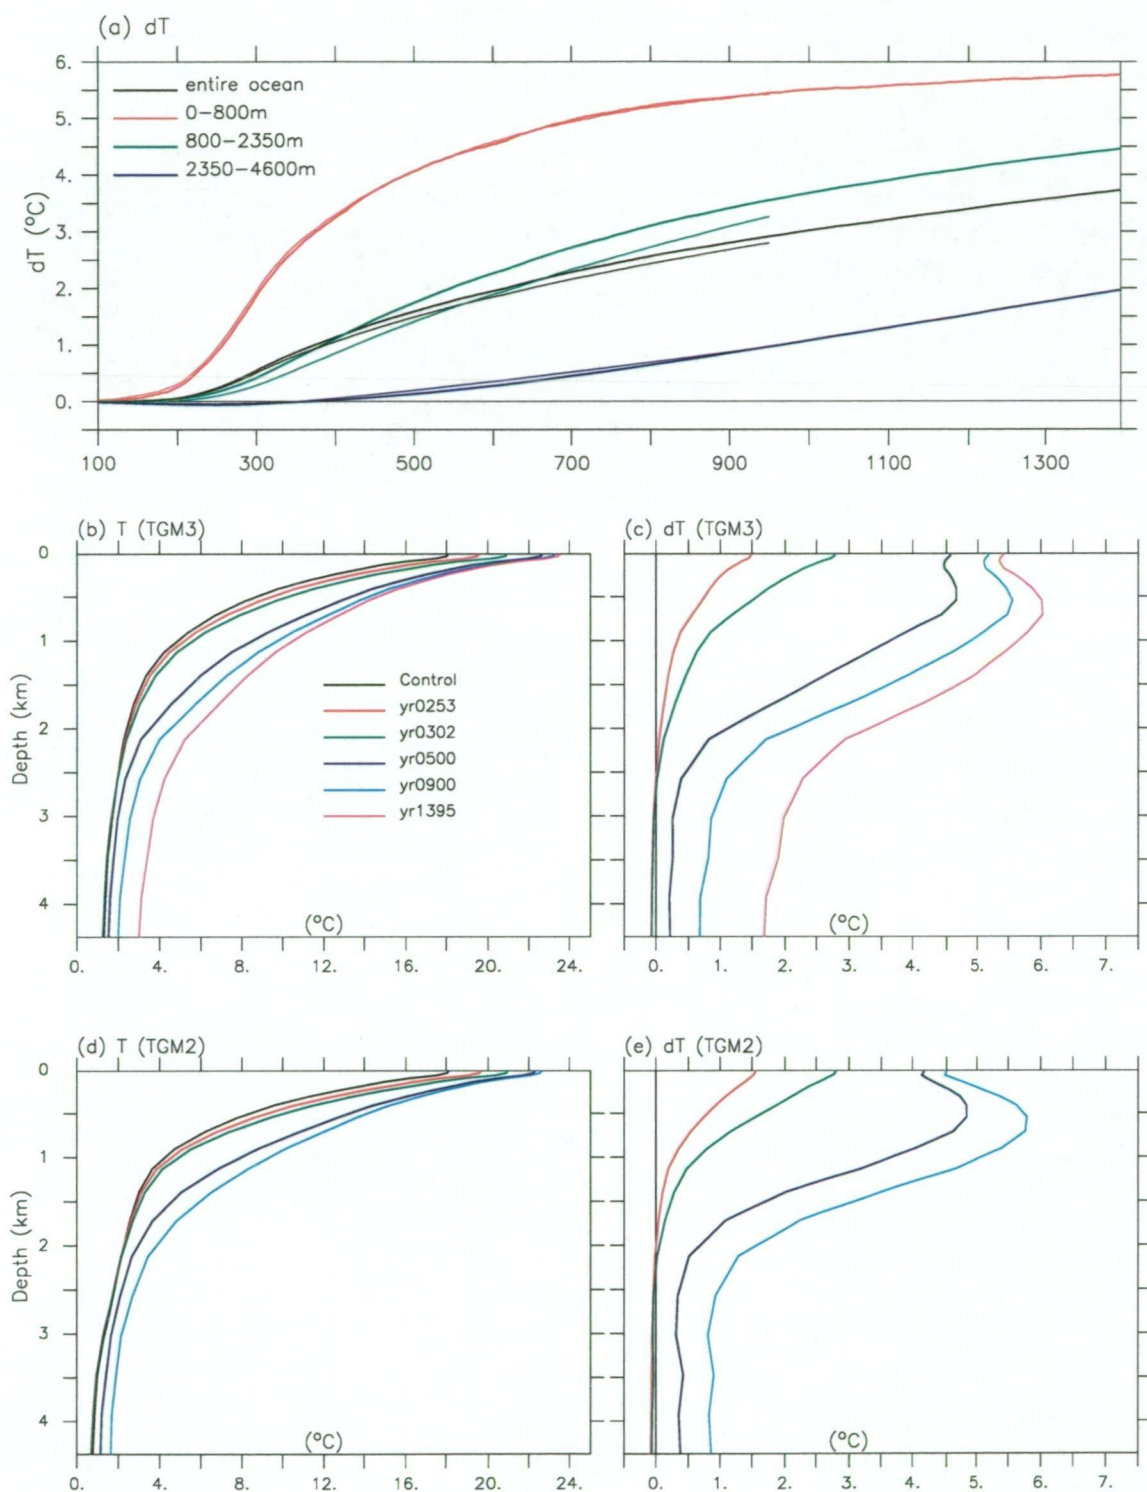 (a) dT
6.
5.
4.
3.
2.
1.
0.
dT (°C)
entire ocean
0−800m
800−2350m
2350−4600m
100 300 500 700 900 1100 1300
(b) T (TGM3)
0
1
2
3
4
Depth (km)
Control
yr0253
yr0302
yr0500
yr0900
yr1395
(°C)
0. 4. 8. 12. 16. 20. 24.
(c) dT (TGM3)
(°C)
0. 1. 2. 3. 4. 5. 6. 7.
(d) T (TGM2)
0
1
2
3
4
Depth (km)
(°C)
0. 4. 8. 12. 16. 20. 24.
(e) dT (TGM2)
(°C)
0. 1. 2. 3. 4. 5. 6. 7.